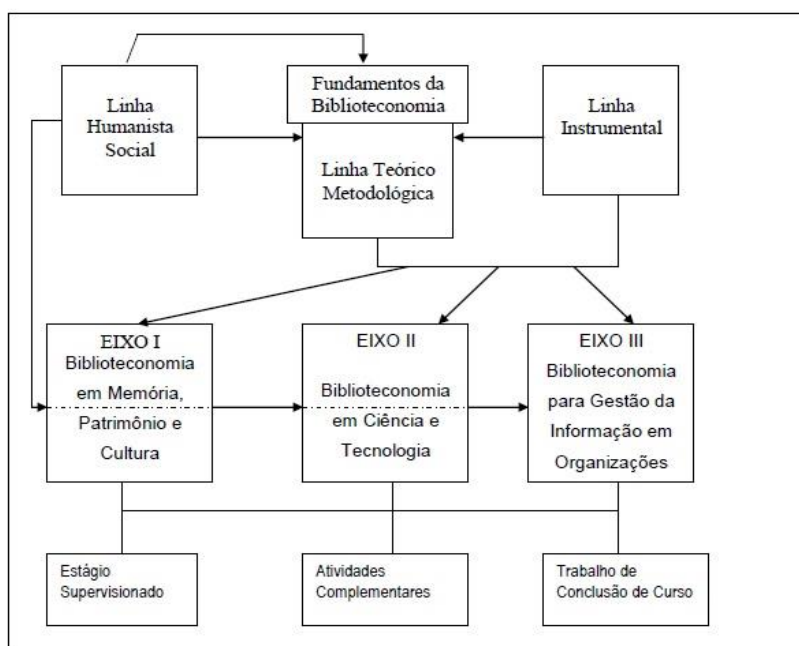 Linha
Humanista
Social
Fundamentos da
Biblioteconomia
Linha Teórico
Metodológica
Linha
Instrumental
EIXO I
Biblioteconomia
em Memória,
Patrimônio e
Cultura
EIXO II
Biblioteconomia
em Ciência e
Tecnologia
EIXO III
Biblioteconomia
para Gestão da
Informação em
Organizações
Estágio
Supervisionado
Atividades
Complementares
Trabalho de
Conclusão de Curso